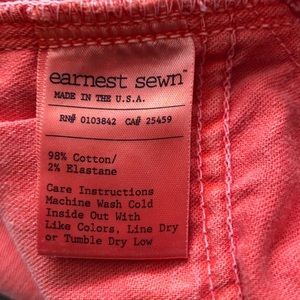 earnest sewn™
MADE IN THE U.S.A.
RN# 0103842 CA# 25459
98% Cotton/
2% Elastane
Care Instructions
Machine Wash Cold
Inside Out With
Like Colors, Line Dry
or Tumble Dry Low